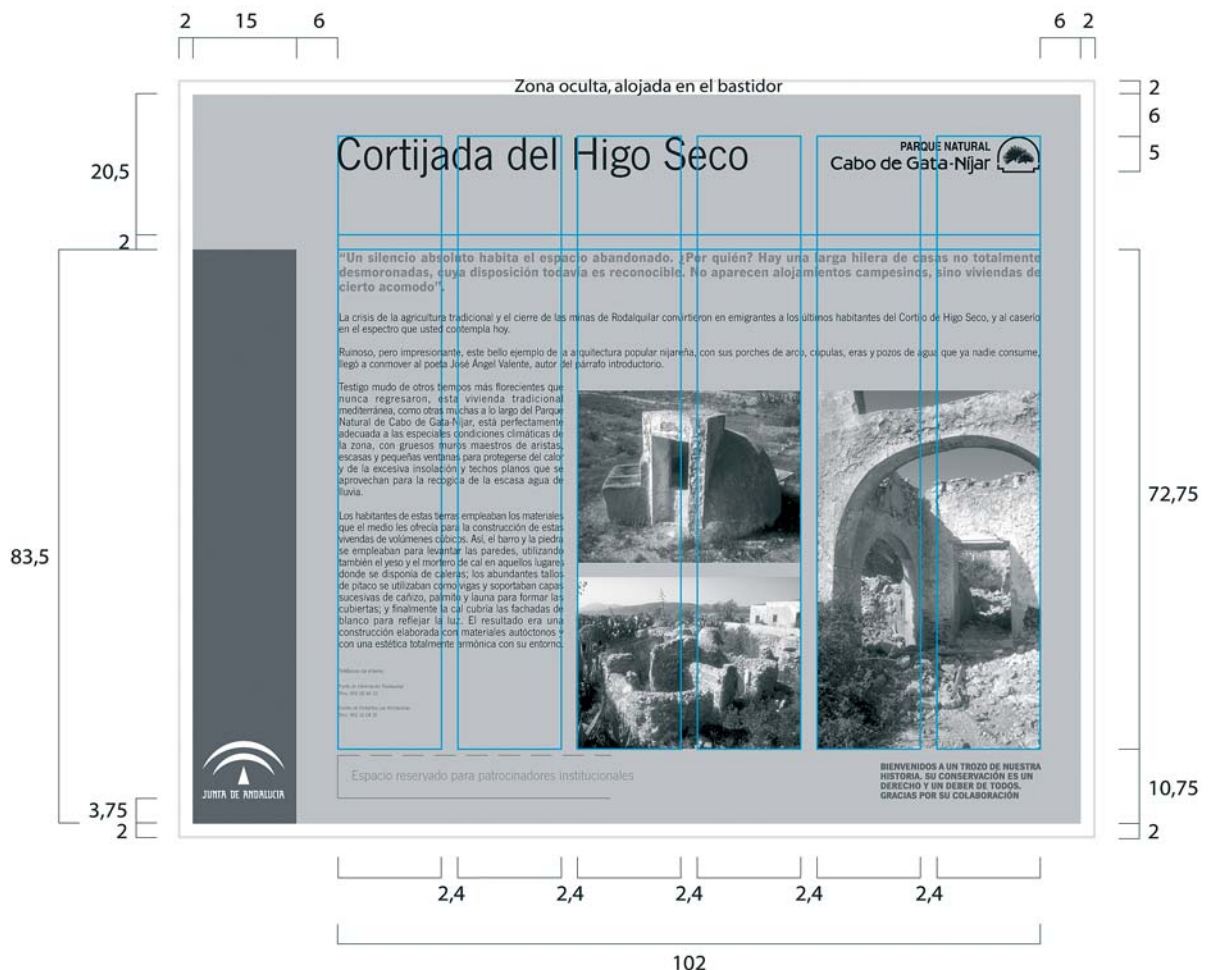 2 15 6
6 2
Zona oculta, alojada en el bastidor
2
6
5
20,5
2
Cortijada del Higo Seco
PARQUE NATURAL
Cabo de Gata-Níjar
“Un silencio absoluto habita el espacio abandonado. ¿Por quién? Hay una larga hilera de casas no totalmente
desmoronadas, cuya disposición todavía es reconocible. No aparecen alojamientos campesinos, sino viviendas de
cierto acomodo”.
La crisis de la agricultura tradicional y el cierre de las minas de Rodalquilar convirtieron en emigrantes a los últimos habitantes del Cortijo de Higo Seco, y al caserío
en el espectro que usted contempla hoy.
Ruinoso, pero impresionante, este bello ejemplo de la arquitectura popular nijareña, con sus porches de arco, cúpulas, eras y pozos de agua que ya nadie consume,
llegó a conmover al poeta José Ángel Valente, autor del párrafo introductorio.
Testigo mudo de otros tiempos más florecientes que
nunca regresaron, esta vivienda tradicional
mediterránea, como otras muchas a lo largo del Parque
Natural de Cabo de Gata-Níjar, está perfectamente
adecuada a las especiales condiciones climáticas de
la zona, con gruesos muros maestros de aristas,
escasas y pequeñas ventanas para protegerse del calor
y de la excesiva insolación y techos planos que se
aprovechan para la recogida de la escasa agua de
lluvia.
Los habitantes de estas tierras empleaban los materiales
que el medio les ofrecía para la construcción de estas
vivendas de volúmenes cúbicos. Así, el barro y la piedra
se empleaban para levantar las paredes, utilizando
también el yeso y el mortero de cal en aquellos lugares
donde se disponía de caleras; los abundantes tallos
de pitaco se utilizaban como vigas y soportaban capas
sucesivas de cañizo, palmito y launa para formar las
cubiertas; y finalmente la cal cubría las fachadas de
blanco para reflejar la luz. El resultado era una
construcción elaborada con materiales autóctonos y
con una estética totalmente armónica con su entorno.
83,5
72,75
JUNTA DE ANDALUCIA
Espacio reservado para patrocinadores institucionales
BIENVENIDOS A UN TROZO DE NUESTRA
HISTORIA. SU CONSERVACIÓN ES UN
DERECHO Y UN DEBER DE TODOS.
GRACIAS POR SU COLABORACIÓN
3,75
2
10,75
2
2,4 2,4 2,4 2,4 2,4
102